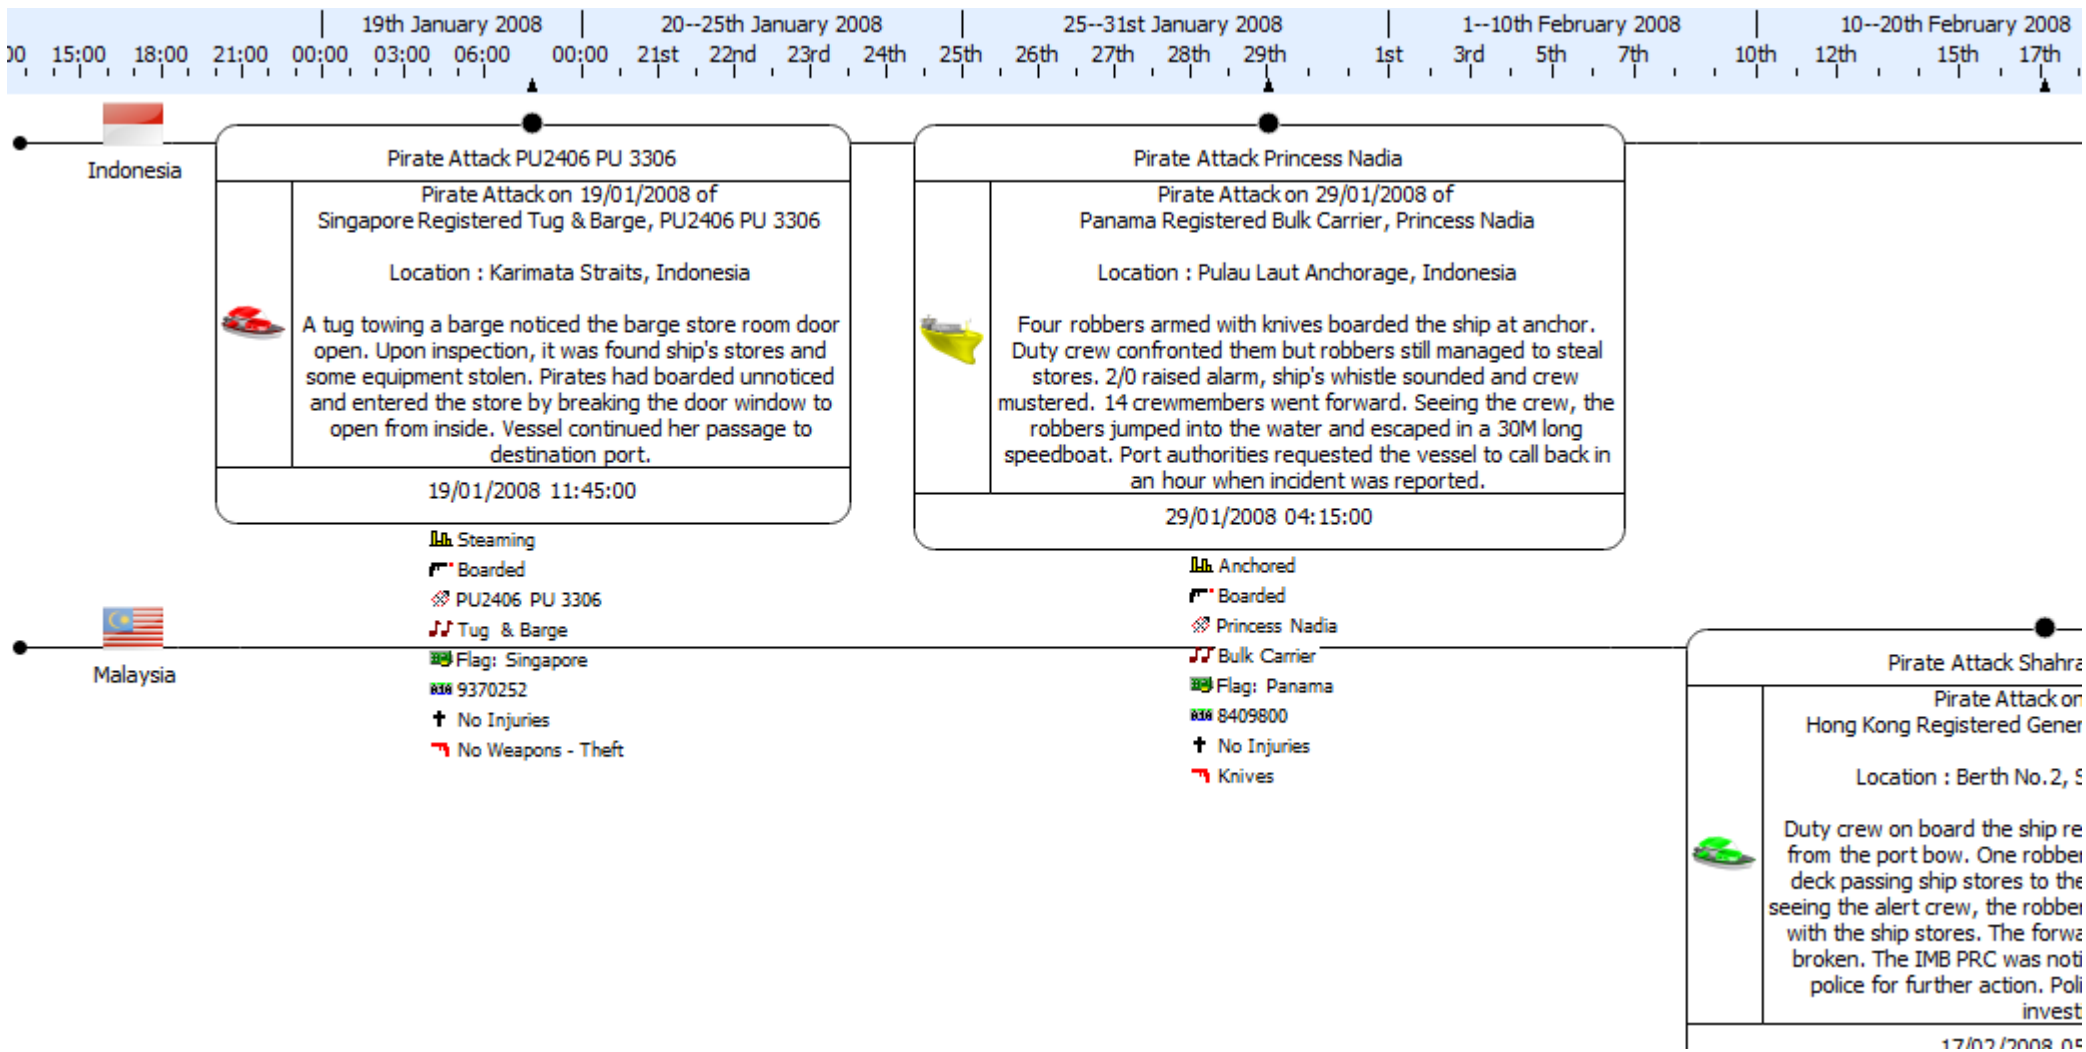 19th January 2008 20--25th January 2008 25--31st January 2008 1--10th February 2008 10--20th February 2008
00 15:00 18:00 21:00 00:00 03:00 06:00 00:00 21st 22nd 23rd 24th 25th 26th 27th 28th 29th 1st 3rd 5th 7th 10th 12th 15th 17th
Indonesia
Pirate Attack PU2406 PU 3306
Pirate Attack on 19/01/2008 of
Singapore Registered Tug & Barge, PU2406 PU 3306
Location : Karimata Straits, Indonesia
A tug towing a barge noticed the barge store room door
open. Upon inspection, it was found ship's stores and
some equipment stolen. Pirates had boarded unnoticed
and entered the store by breaking the door window to
open from inside. Vessel continued her passage to
destination port.
19/01/2008 11:45:00
Steaming
Boarded
PU2406 PU 3306
Tug & Barge
Flag: Singapore
9370252
No Injuries
No Weapons - Theft
Pirate Attack Princess Nadia
Pirate Attack on 29/01/2008 of
Panama Registered Bulk Carrier, Princess Nadia
Location : Pulau Laut Anchorage, Indonesia
Four robbers armed with knives boarded the ship at anchor.
Duty crew confronted them but robbers still managed to steal
stores. 2/0 raised alarm, ship's whistle sounded and crew
mustered. 14 crewmembers went forward. Seeing the crew, the
robbers jumped into the water and escaped in a 30M long
speedboat. Port authorities requested the vessel to call back in
an hour when incident was reported.
29/01/2008 04:15:00
Anchored
Boarded
Princess Nadia
Bulk Carrier
Flag: Panama
8409800
No Injuries
Knives
Malaysia
Pirate Attack Shahra
Pirate Attack on
Hong Kong Registered Gener
Location : Berth No.2, S
Duty crew on board the ship re
from the port bow. One robber
deck passing ship stores to the
seeing the alert crew, the robber
with the ship stores. The forwa
broken. The IMB PRC was noti
police for further action. Poli
invest
17/02/2008 05